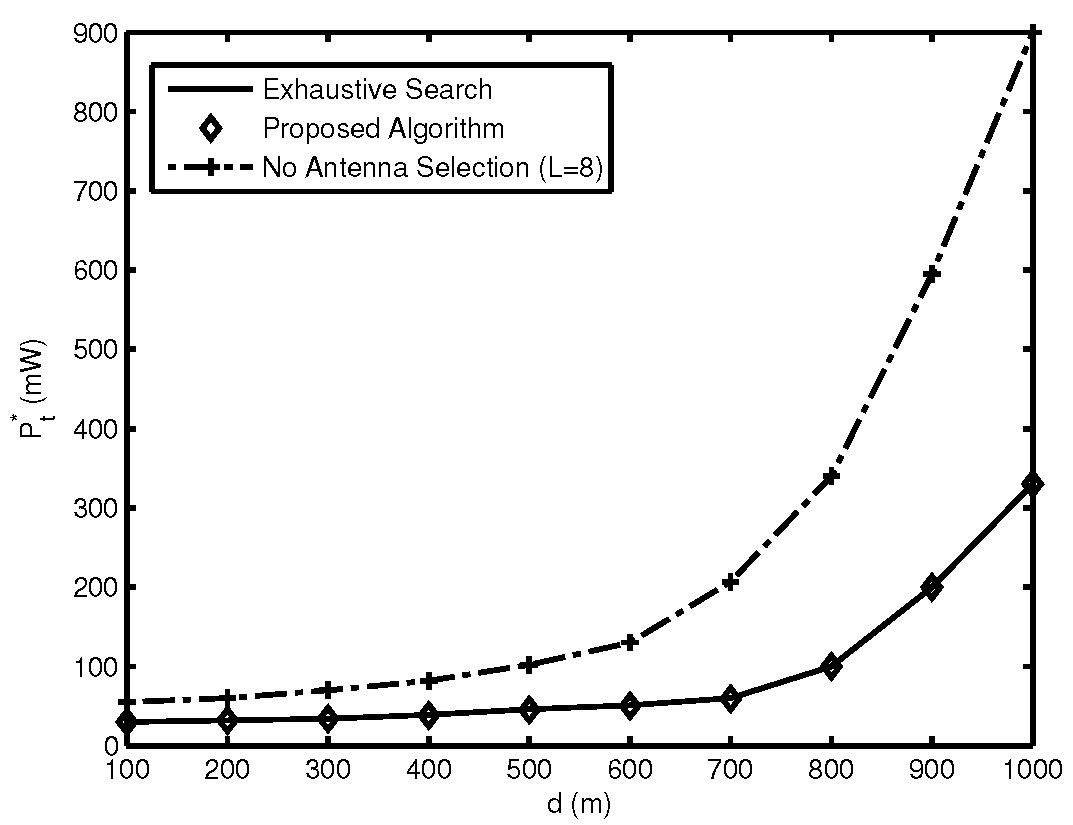 900
800
700
600
500
400
300
200
100
0
P*t (mW)
Exhaustive Search
Proposed Algorithm
No Antenna Selection (L=8)
100 200 300 400 500 600 700 800 900 1000
d (m)